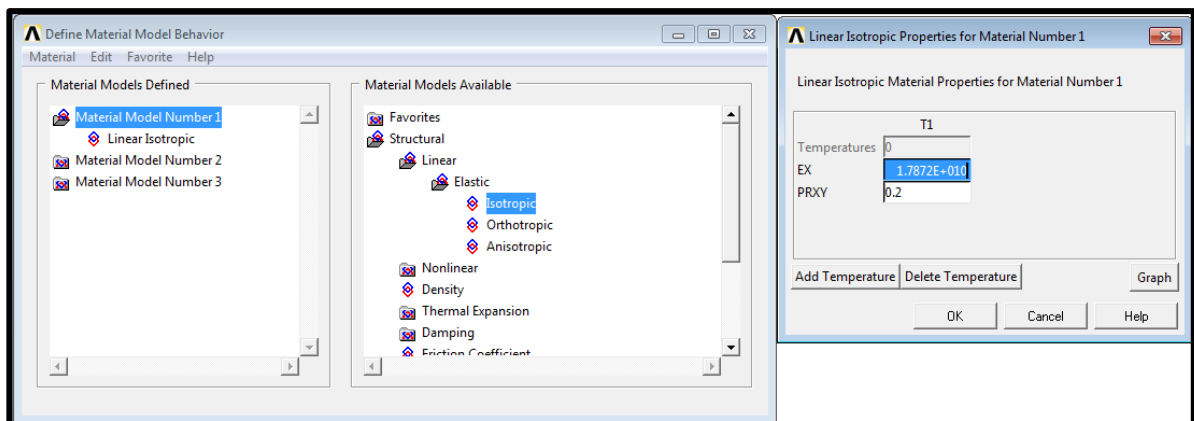 Define Material Model Behavior
Material Edit Favorite Help
Material Models Defined
Material Model Number 1
Linear Isotropic
Material Model Number 2
Material Model Number 3
Material Models Available
Favorites
Structural
Linear
Elastic
Isotropic
Orthotropic
Anisotropic
Nonlinear
Density
Thermal Expansion
Damping
Friction Coefficient
Linear Isotropic Properties for Material Number 1
Linear Isotropic Material Properties for Material Number 1
T1
Temperatures 0
EX 1.7872E+010
PRXY 0.2
Add Temperature Delete Temperature Graph
OK Cancel Help